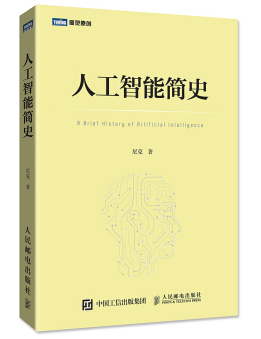 TURING 图灵原创
人工智能简史
A Brief History of Artificial Intelligence
尼克 著
中国工信出版集团
人民邮电出版社
POSTS & TELECOM PRESS
人工智能简史
尼克 著
人民邮电出版社